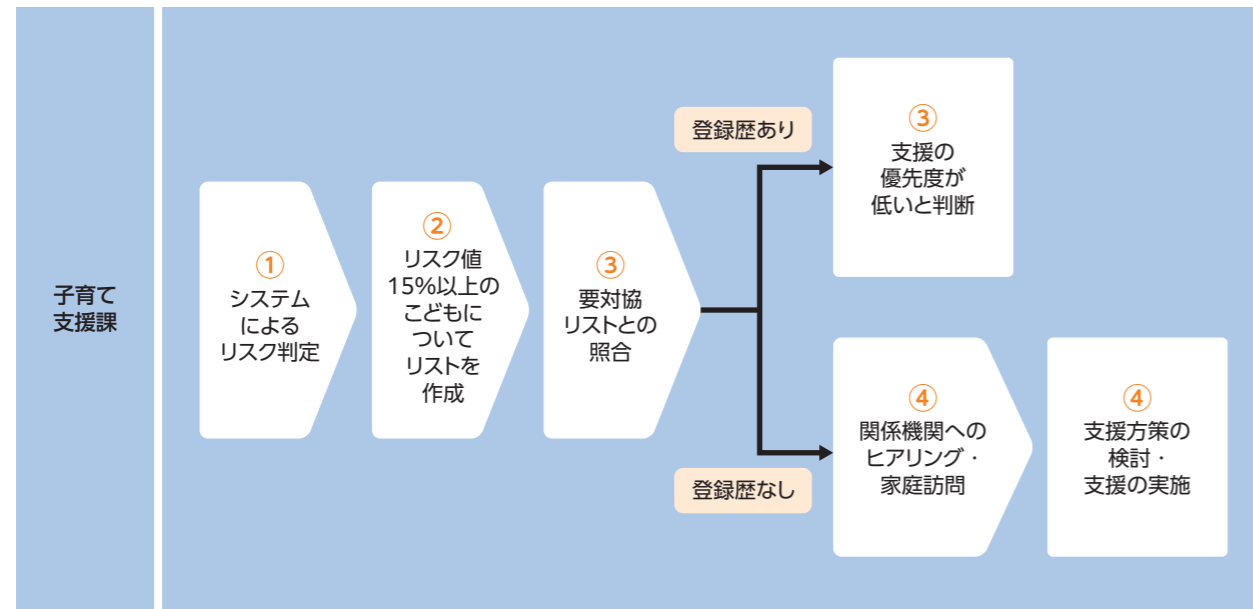 子育て
支援課
①
システム
による
リスク判定
②
リスク値
15%以上の
こどもに
ついて
リストを
作成
③
要対協
リストとの
照合
登録歴あり
③
支援の
優先度が
低いと判断
登録歴なし
④
関係機関への
ヒアリング・
家庭訪問
④
支援方策の
検討・
支援の実施